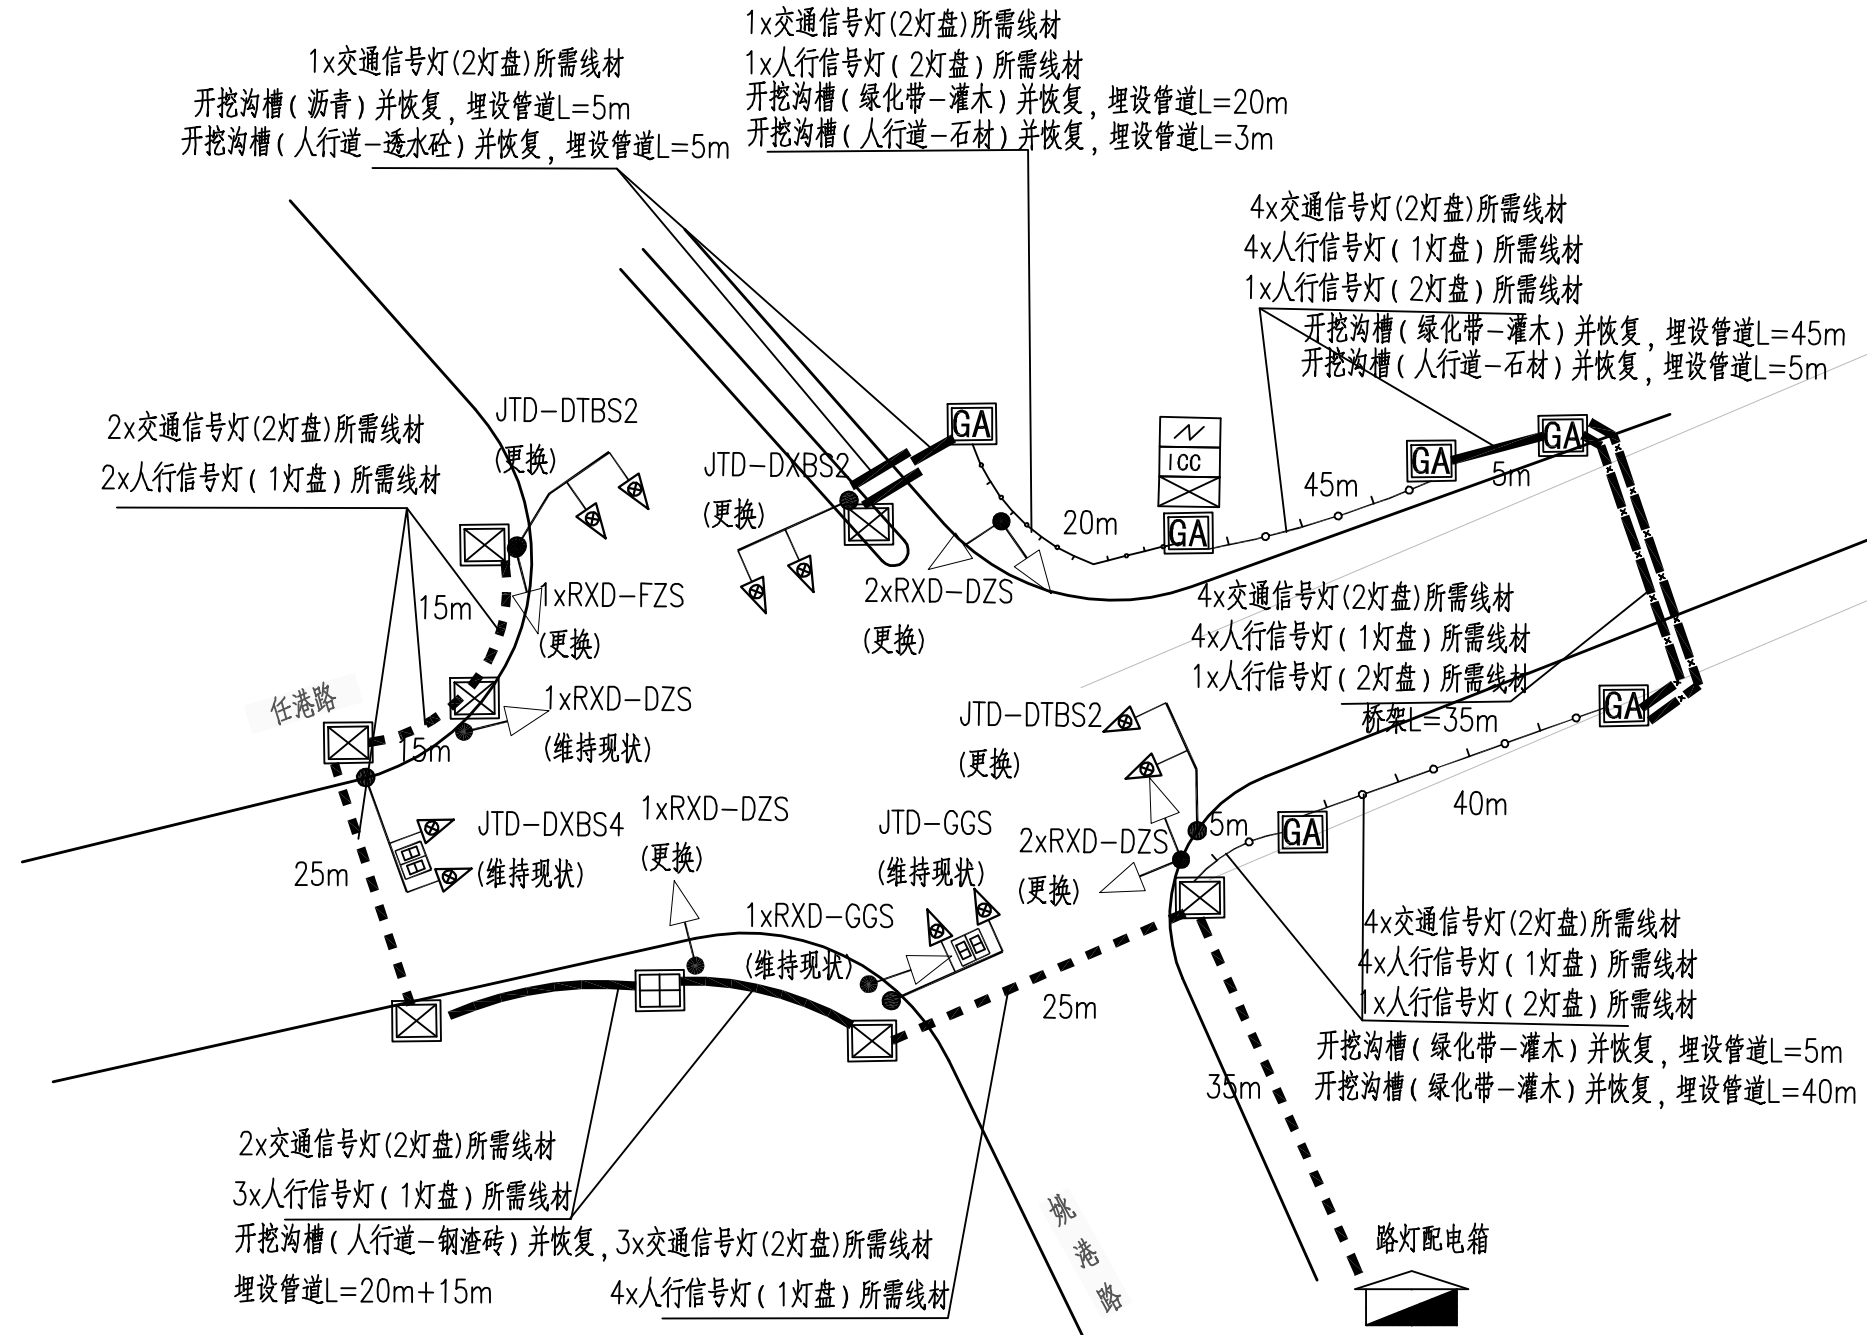 1x交通信号灯(2灯盘)所需线材
开挖沟槽(沥青)并恢复,埋设管道L=5m
开挖沟槽(人行道-透水砼)并恢复,埋设管道L=5m
1x交通信号灯(2灯盘)所需线材
1x人行信号灯(2灯盘)所需线材
开挖沟槽(绿化带-灌木)并恢复,埋设管道L=20m
开挖沟槽(人行道-石材)并恢复,埋设管道L=3m
4x交通信号灯(2灯盘)所需线材
4x人行信号灯(1灯盘)所需线材
1x人行信号灯(2灯盘)所需线材
开挖沟槽(绿化带-灌木)并恢复,埋设管道L=45m
开挖沟槽(人行道-石材)并恢复,埋设管道L=5m
2x交通信号灯(2灯盘)所需线材
2x人行信号灯(1灯盘)所需线材
JTD-DTBS2
(更换)
JTD-DXBS2
(更换)
GA
ICC
GA
GA
GA
5m
45m
20m
2xRXD-DZS
(更换)
15m
1xRXD-FZS
(更换)
4x交通信号灯(2灯盘)所需线材
4x人行信号灯(1灯盘)所需线材
1x人行信号灯(2灯盘)所需线材
桥架L=35m
GA
任港路
1xRXD-DZS
(维持现状)
15m
JTD-DTBS2
(更换)
40m
GA
5m
JTD-DXBS4
(维持现状)
25m
1xRXD-DZS
(更换)
JTD-GGS
(维持现状)
2xRXD-DZS
(更换)
1xRXD-GGS
(维持现状)
25m
4x交通信号灯(2灯盘)所需线材
4x人行信号灯(1灯盘)所需线材
1x人行信号灯(2灯盘)所需线材
开挖沟槽(绿化带-灌木)并恢复,埋设管道L=5m
开挖沟槽(绿化带-灌木)并恢复,埋设管道L=40m
35m
2x交通信号灯(2灯盘)所需线材
3x人行信号灯(1灯盘)所需线材
开挖沟槽(人行道-钢渣砖)并恢复,
埋设管道L=20m+15m
3x交通信号灯(2灯盘)所需线材
4x人行信号灯(1灯盘)所需线材
姚港路
路灯配电箱